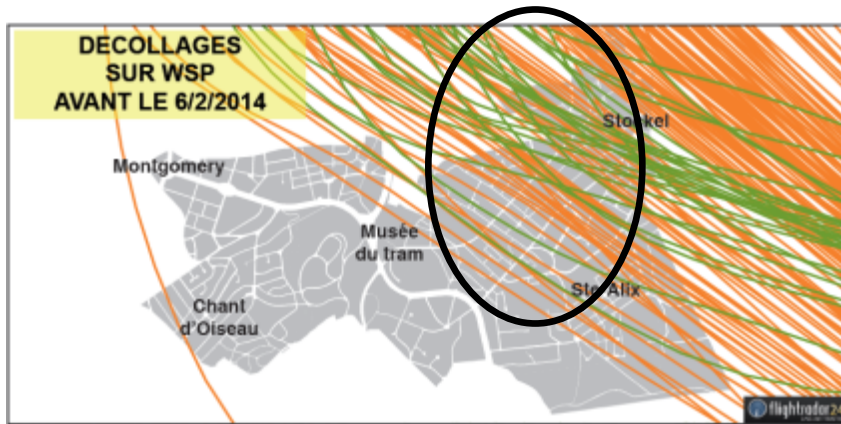 DECOLLAGES
SUR WSP
AVANT LE 6/2/2014
Stockel
Montgomery
Musée
du tram
Ste Alix
Chant
d'Oiseau
flightradar24